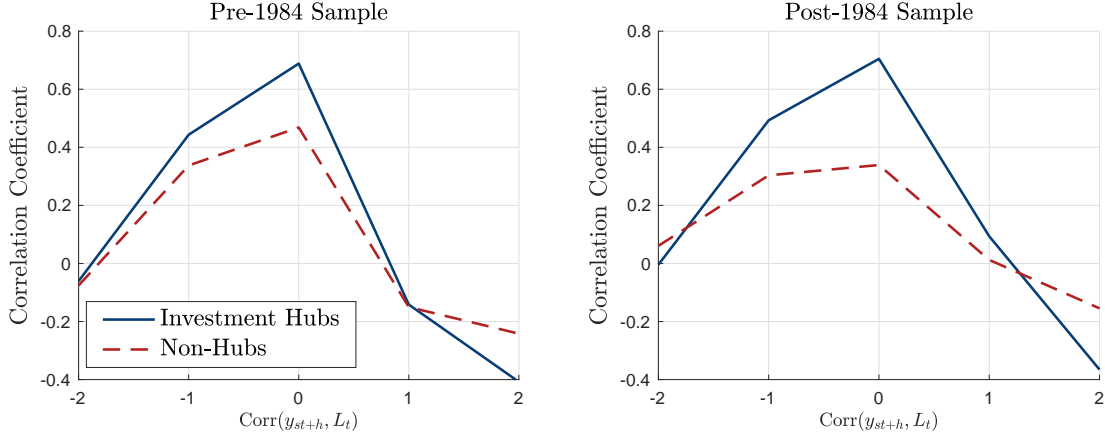 Pre-1984 Sample
Correlation Coefficient
0.8
0.6
0.4
0.2
0
-0.2
-0.4
Investment Hubs
Non-Hubs
-2 -1 0 1 2
Corr(y_{st+h}, L_t)
Post-1984 Sample
Correlation Coefficient
0.8
0.6
0.4
0.2
0
-0.2
-0.4
-2 -1 0 1 2
Corr(y_{st+h}, L_t)